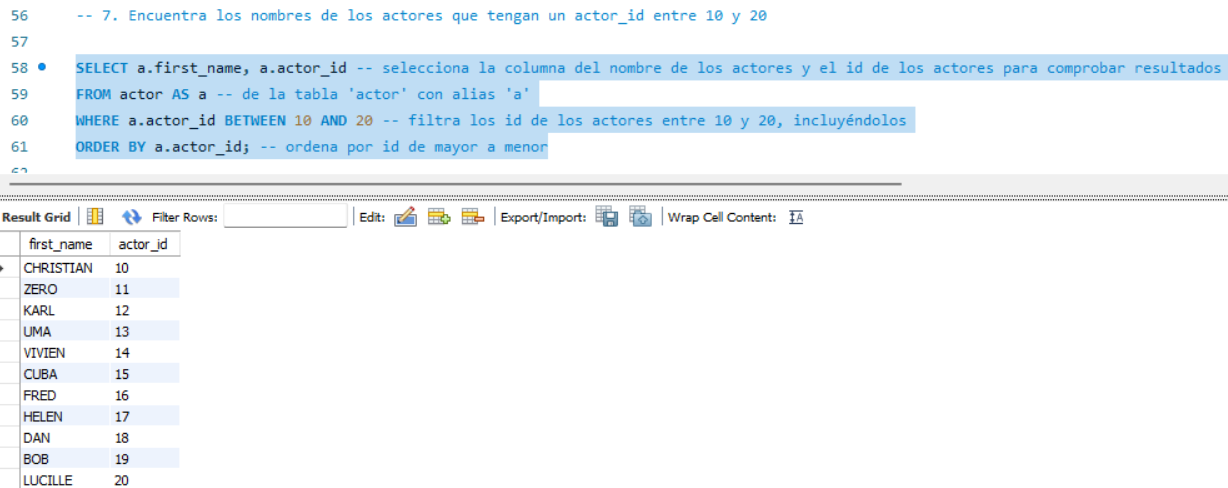 56 -- 7. Encuentra los nombres de los actores que tengan un actor_id entre 10 y 20
57
58 SELECT a.first_name, a.actor_id -- selecciona la columna del nombre de los actores y el id de los actores para comprobar resultados
59 FROM actor AS a -- de la tabla 'actor' con alias 'a'
60 WHERE a.actor_id BETWEEN 10 AND 20 -- filtra los id de los actores entre 10 y 20, incluyéndolos
61 ORDER BY a.actor_id; -- ordena por id de mayor a menor
62
Result Grid Filter Rows: Edit: Export/Import: Wrap Cell Content: IA
first_name actor_id
CHRISTIAN 10
ZERO 11
KARL 12
UMA 13
VIVIEN 14
CUBA 15
FRED 16
HELEN 17
DAN 18
BOB 19
LUCILLE 20